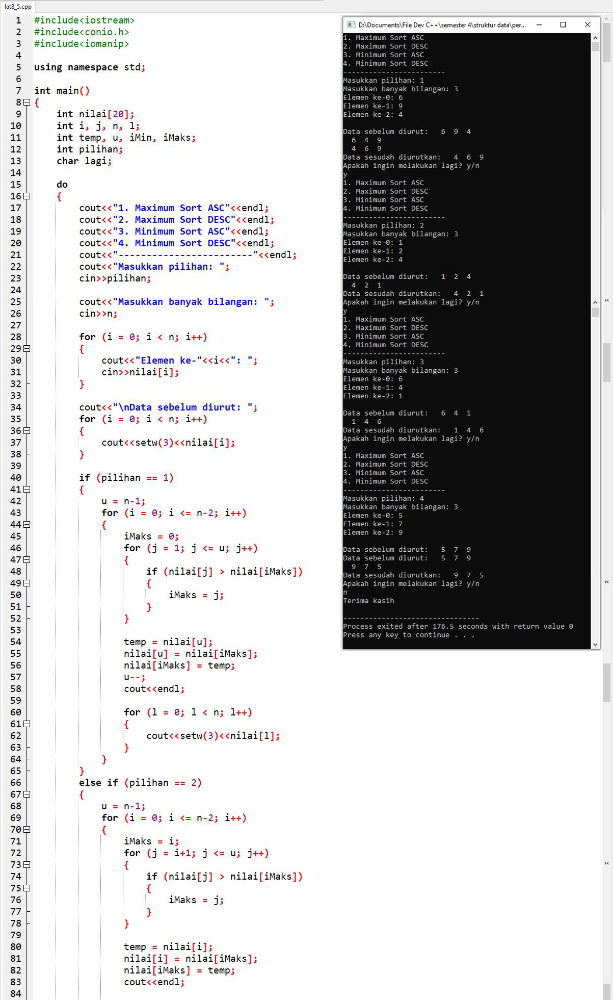 lat8_5.cpp
1 #include<iostream>
2 #include<conio.h>
3 #include<iomanip>
4
5 using namespace std;
6
7 int main()
8 {
9 int nilai[20];
10 int i, j, n, l;
11 int temp, u, iMin, iMaks;
12 int pilihan;
13 char lagi;
14
15 do
16 {
17 cout<<"1. Maximum Sort ASC"<<endl;
18 cout<<"2. Maximum Sort DESC"<<endl;
19 cout<<"3. Minimum Sort ASC"<<endl;
20 cout<<"4. Minimum Sort DESC"<<endl;
21 cout<<"------------------------"<<endl;
22 cout<<"Masukkan pilihan: ";
23 cin>>pilihan;
24
25 cout<<"Masukkan banyak bilangan: ";
26 cin>>n;
27
28 for (i = 0; i < n; i++)
29 {
30 cout<<"Elemen ke-"<<i<<": ";
31 cin>>nilai[i];
32 }
33
34 cout<<"\nData sebelum diurut: ";
35 for (i = 0; i < n; i++)
36 {
37 cout<<setw(3)<<nilai[i];
38 }
39
40 if (pilihan == 1)
41 {
42 u = n-1;
43 for (i = 0; i <= n-2; i++)
44 {
45 iMaks = 0;
46 for (j = 1; j <= u; j++)
47 {
48 if (nilai[j] > nilai[iMaks])
49 {
50 iMaks = j;
51 }
52 }
53
54 temp = nilai[u];
55 nilai[u] = nilai[iMaks];
56 nilai[iMaks] = temp;
57 u--;
58 cout<<endl;
59
60 for (l = 0; l < n; l++)
61 {
62 cout<<setw(3)<<nilai[l];
63 }
64 }
65 }
66 else if (pilihan == 2)
67 {
68 u = n-1;
69 for (i = 0; i <= n-2; i++)
70 {
71 iMaks = i;
72 for (j = i+1; j <= u; j++)
73 {
74 if (nilai[j] > nilai[iMaks])
75 {
76 iMaks = j;
77 }
78 }
79
80 temp = nilai[i];
81 nilai[i] = nilai[iMaks];
82 nilai[iMaks] = temp;
83 cout<<endl;
84
D:\Documents\File Dev C++\semester 4\struktur data\per...
1. Maximum Sort ASC
2. Maximum Sort DESC
3. Minimum Sort ASC
4. Minimum Sort DESC
------------------------
Masukkan pilihan: 1
Masukkan banyak bilangan: 3
Elemen ke-0: 6
Elemen ke-1: 9
Elemen ke-2: 4
Data sebelum diurut: 6 9 4
6 4 9
4 6 9
Data sesudah diurutkan: 4 6 9
Apakah ingin melakukan lagi? y/n
y
1. Maximum Sort ASC
2. Maximum Sort DESC
3. Minimum Sort ASC
4. Minimum Sort DESC
------------------------
Masukkan pilihan: 2
Masukkan banyak bilangan: 3
Elemen ke-0: 1
Elemen ke-1: 2
Elemen ke-2: 4
Data sebelum diurut: 1 2 4
4 2 1
Data sesudah diurutkan: 4 2 1
Apakah ingin melakukan lagi? y/n
y
1. Maximum Sort ASC
2. Maximum Sort DESC
3. Minimum Sort ASC
4. Minimum Sort DESC
------------------------
Masukkan pilihan: 3
Masukkan banyak bilangan: 3
Elemen ke-0: 6
Elemen ke-1: 4
Elemen ke-2: 1
Data sebelum diurut: 6 4 1
1 4 6
Data sesudah diurutkan: 1 4 6
Apakah ingin melakukan lagi? y/n
y
1. Maximum Sort ASC
2. Maximum Sort DESC
3. Minimum Sort ASC
4. Minimum Sort DESC
------------------------
Masukkan pilihan: 4
Masukkan banyak bilangan: 3
Elemen ke-0: 5
Elemen ke-1: 7
Elemen ke-2: 9
Data sebelum diurut: 5 7 9
Data sebelum diurut: 5 7 9
9 7 5
Data sesudah diurutkan: 9 7 5
Apakah ingin melakukan lagi? y/n
n
Terima kasih
--------------------------------
Process exited after 176.5 seconds with return value 0
Press any key to continue . . .